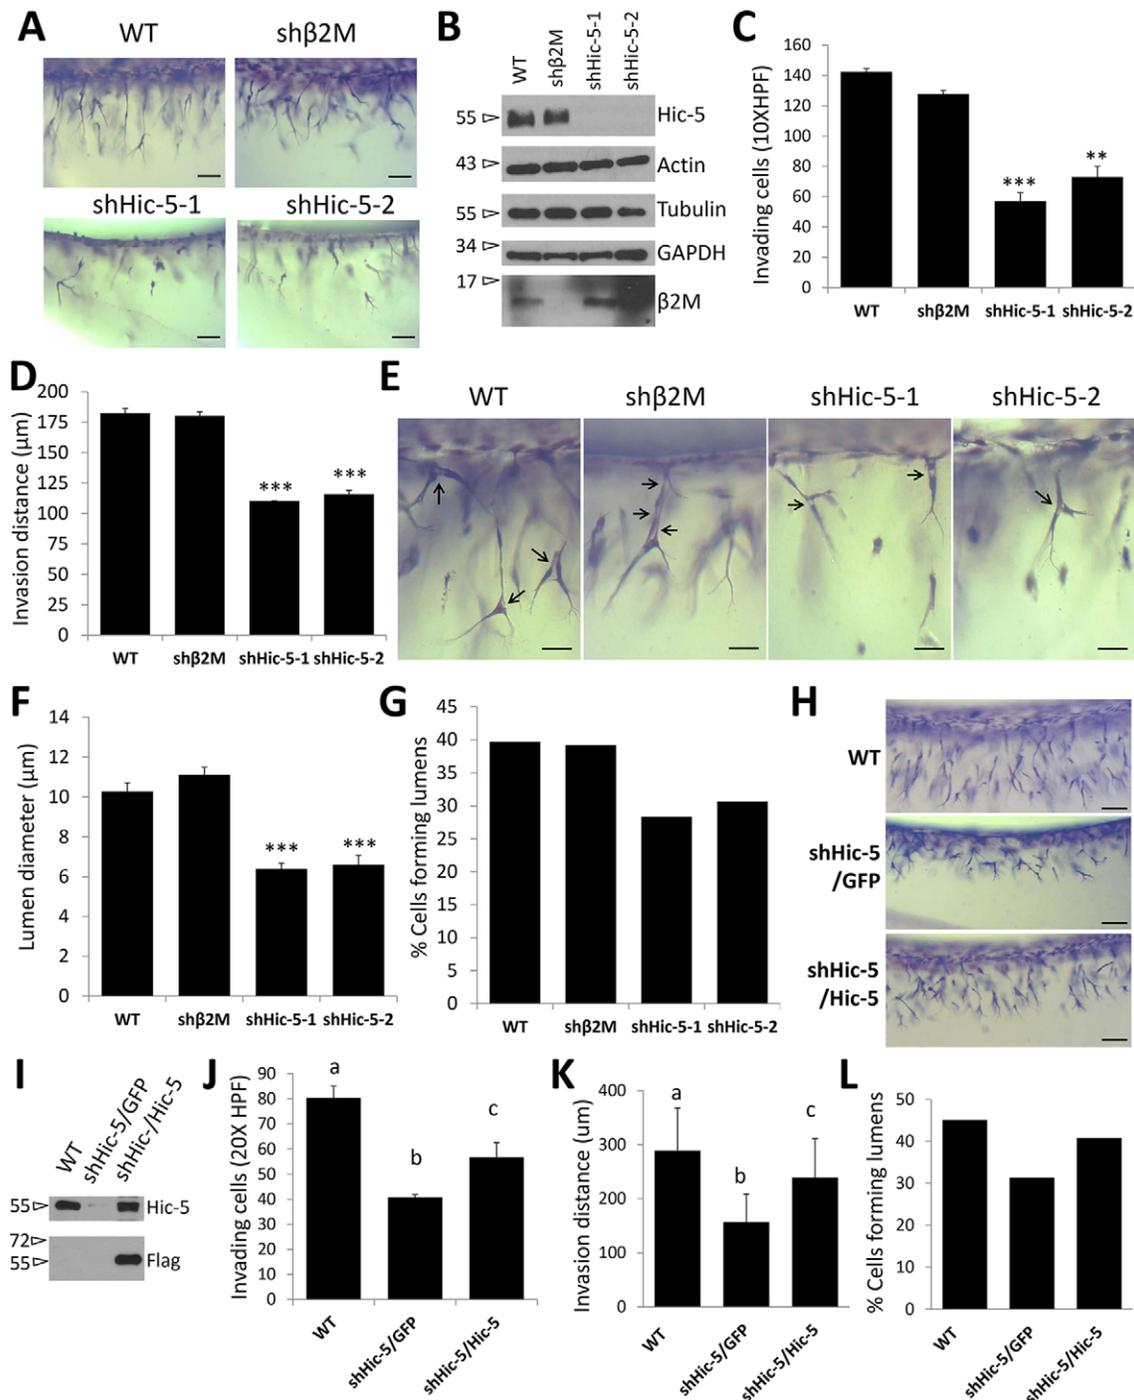 A
WT
shβ2M
shHic-5-1
shHic-5-2
B
WT
shβ2M
shHic-5-1
shHic-5-2
55
Hic-5
43
Actin
55
Tubulin
34
GAPDH
17
β2M
C
Invading cells (10XHPF)
160
140
120
100
80
60
40
20
0
***
**
WT
shβ2M
shHic-5-1
shHic-5-2
D
Invasion distance (µm)
200
175
150
125
100
75
50
25
0
***
***
WT
shβ2M
shHic-5-1
shHic-5-2
E
WT
shβ2M
shHic-5-1
shHic-5-2
F
Lumen diameter (µm)
14
12
10
8
6
4
2
0
***
***
WT
shβ2M
shHic-5-1
shHic-5-2
G
% Cells forming lumens
45
40
35
30
25
20
15
10
5
0
WT
shβ2M
shHic-5-1
shHic-5-2
H
WT
shHic-5
/GFP
shHic-5
/Hic-5
I
WT
shHic-5/GFP
shHic-/Hic-5
55
Hic-5
72
55
Flag
J
Invading cells (20X HPF)
90
80
70
60
50
40
30
20
10
0
a
b
c
WT
shHic-5/GFP
shHic-5/Hic-5
K
Invasion distance (um)
400
300
200
100
0
a
b
c
WT
shHic-5/GFP
shHic-5/Hic-5
L
% Cells forming lumens
50
40
30
20
10
0
WT
shHic-5/GFP
shHic-5/Hic-5